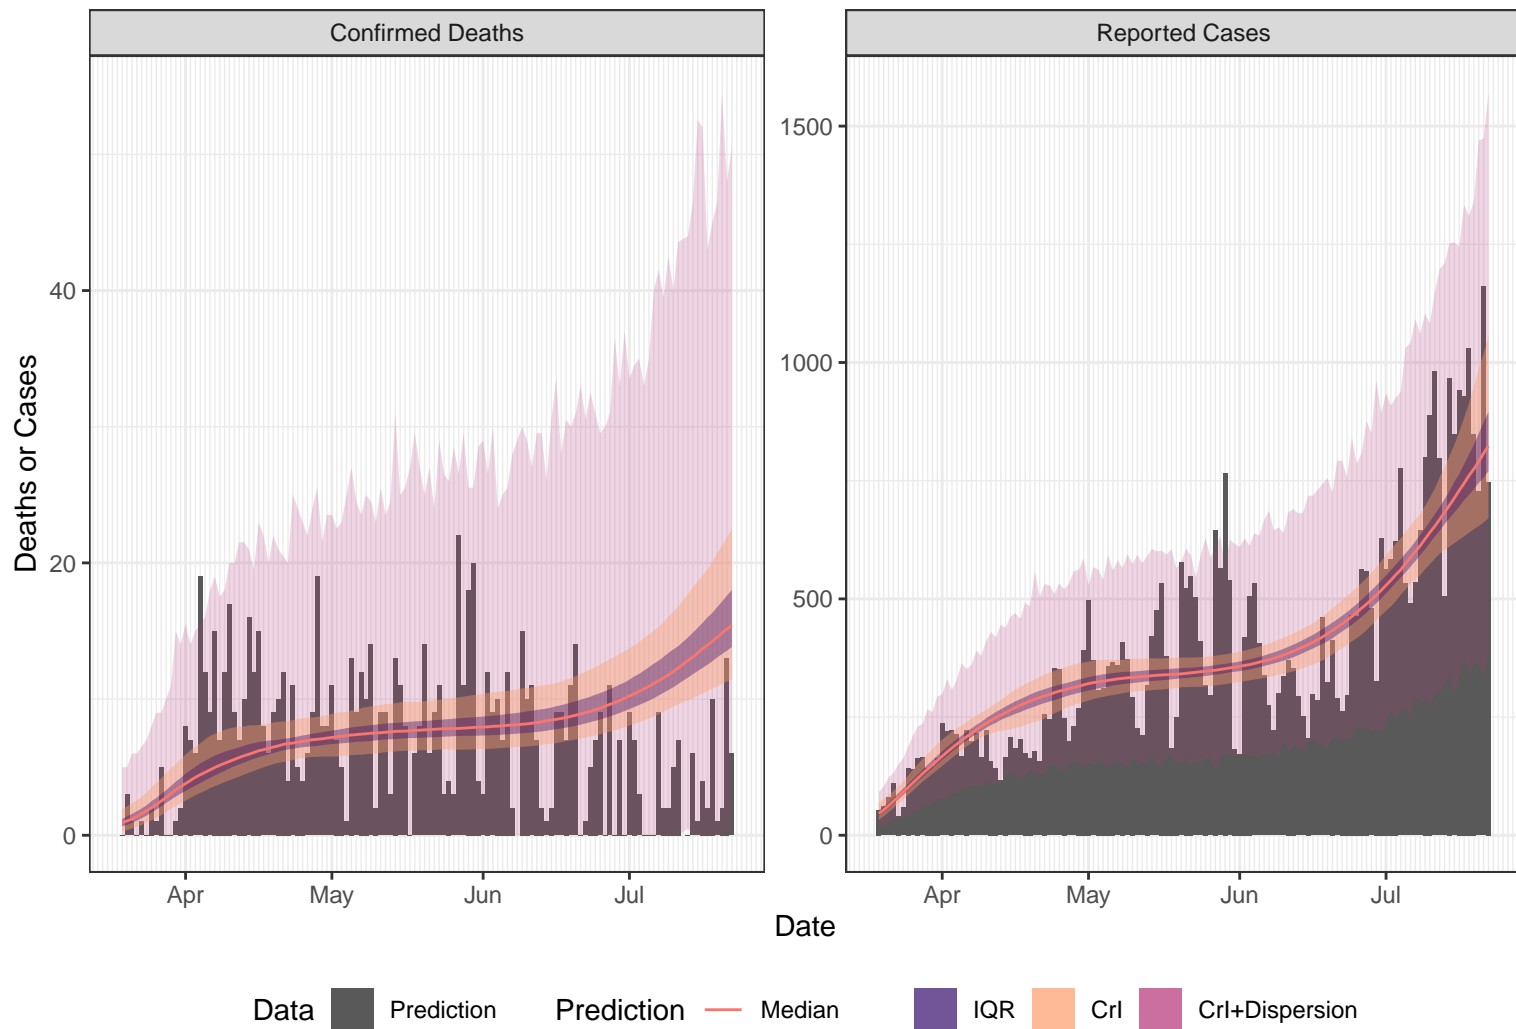 Confirmed Deaths
Reported Cases
Deaths or Cases
40
20
0
1500
1000
500
0
Apr May Jun Jul
Apr May Jun Jul
Date
Data Prediction Prediction Median IQR CrI CrI+Dispersion